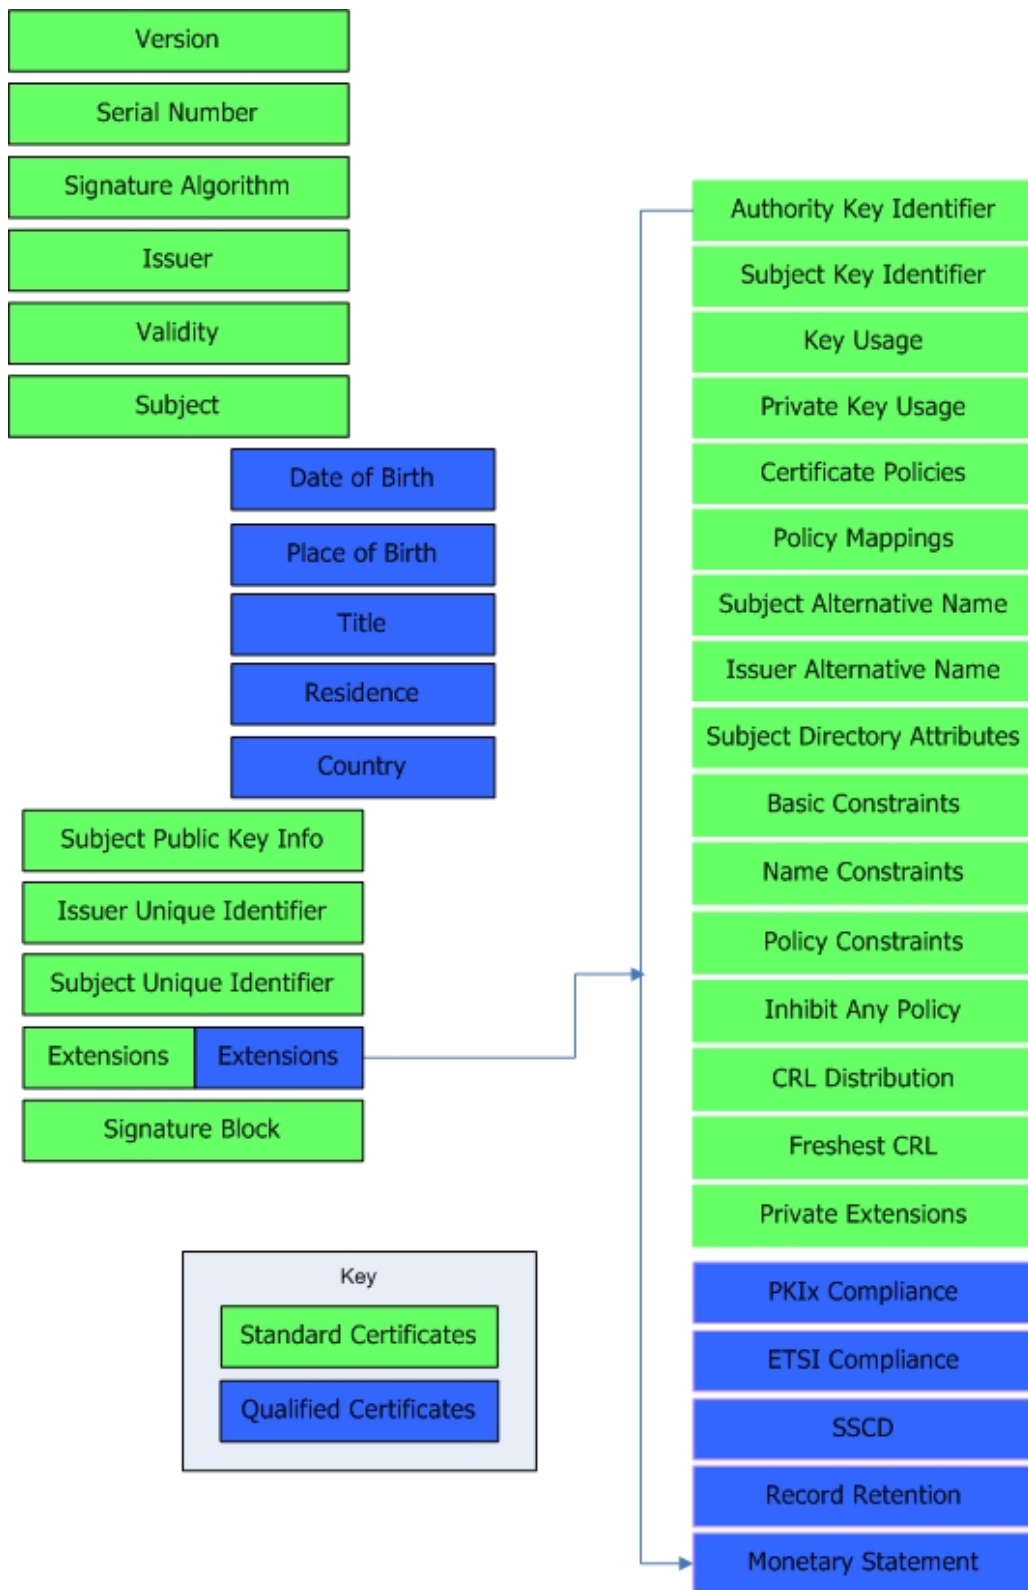 Version
Serial Number
Signature Algorithm
Issuer
Validity
Subject
Date of Birth
Place of Birth
Title
Residence
Country
Subject Public Key Info
Issuer Unique Identifier
Subject Unique Identifier
Extensions Extensions
Signature Block
Key
Standard Certificates
Qualified Certificates
Authority Key Identifier
Subject Key Identifier
Key Usage
Private Key Usage
Certificate Policies
Policy Mappings
Subject Alternative Name
Issuer Alternative Name
Subject Directory Attributes
Basic Constraints
Name Constraints
Policy Constraints
Inhibit Any Policy
CRL Distribution
Freshest CRL
Private Extensions
PKIx Compliance
ETSI Compliance
SSCD
Record Retention
Monetary Statement